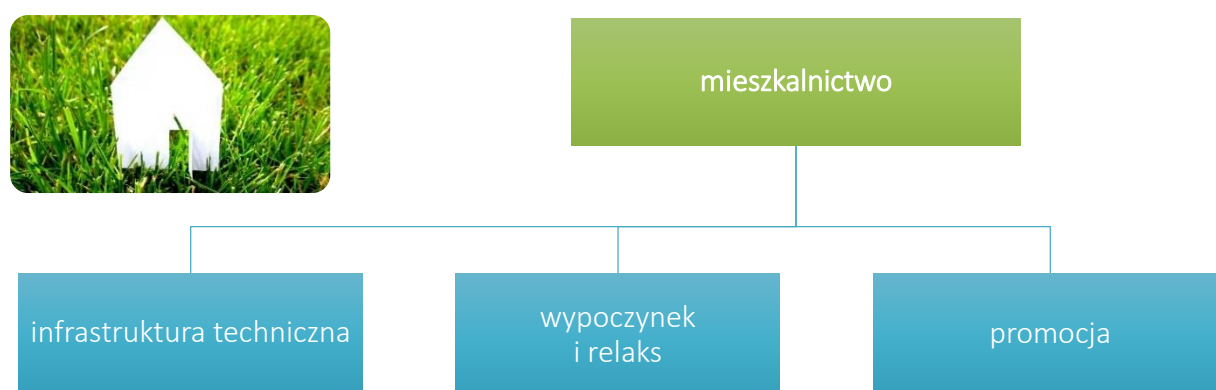 mieszkalnictwo
infrastruktura techniczna
wypoczynek
i relaks
promocja